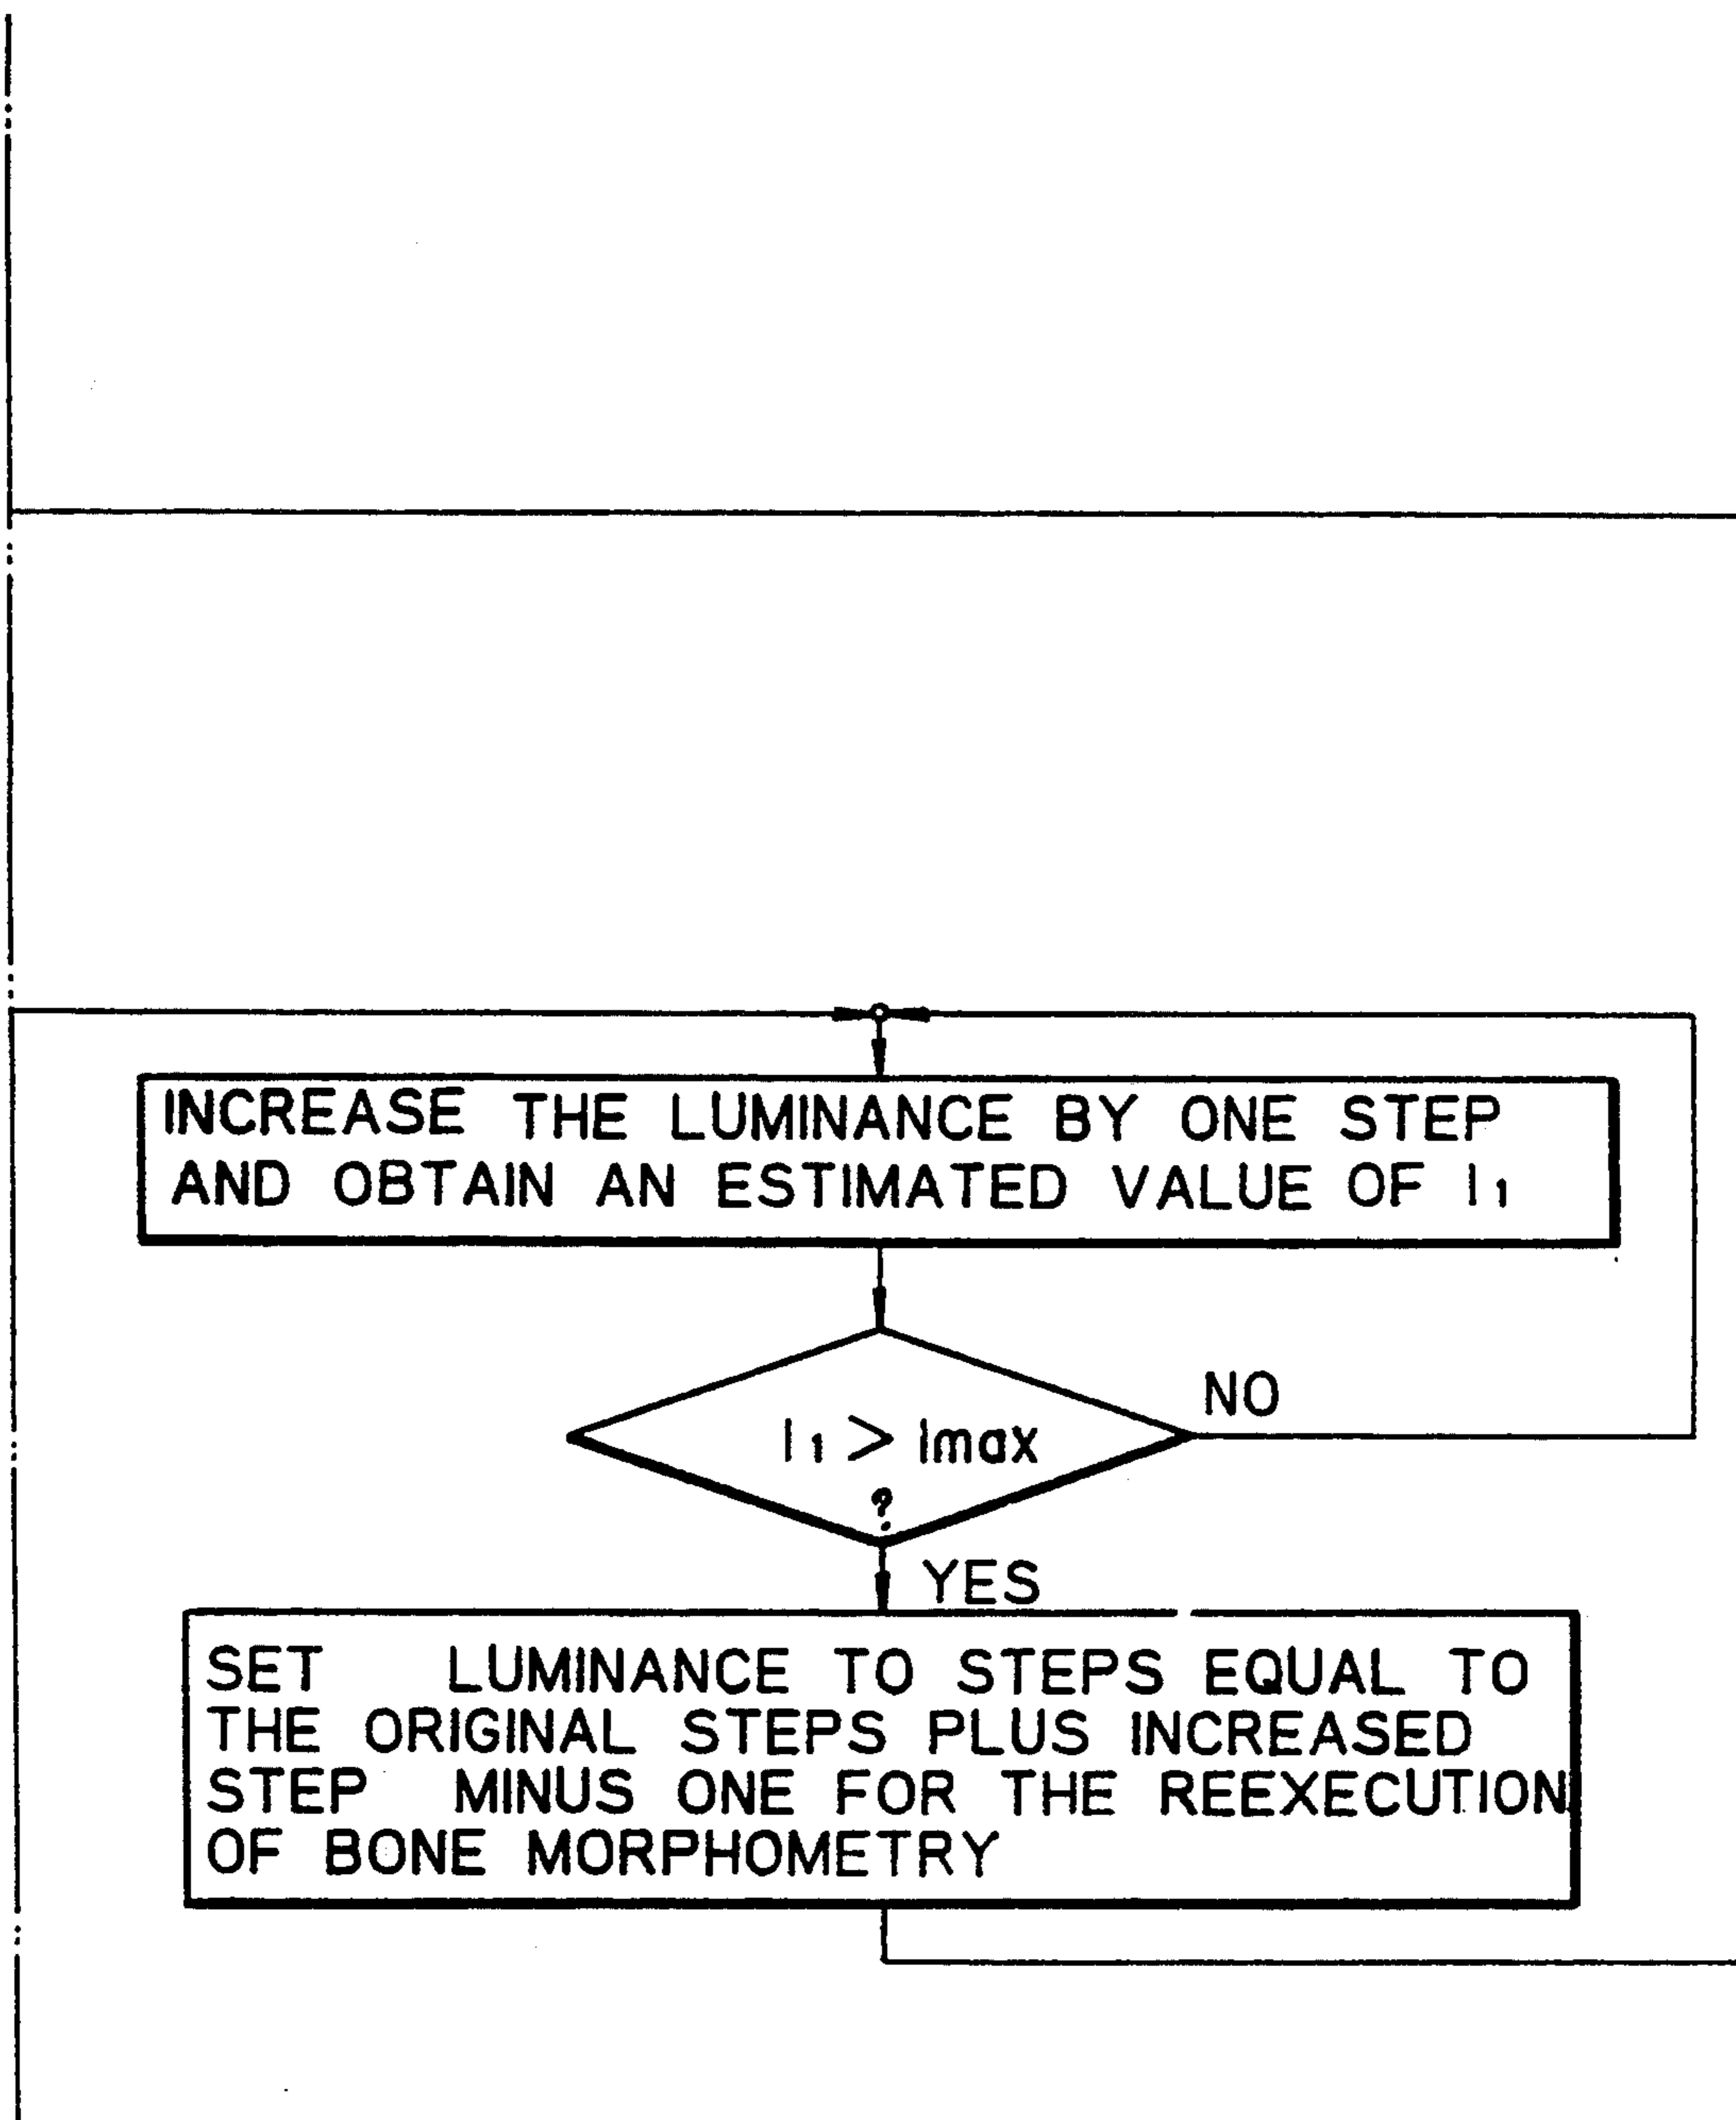 INCREASE THE LUMINANCE BY ONE STEP
AND OBTAIN AN ESTIMATED VALUE OF I₁
NO
I₁ > Imax
?
YES
SET LUMINANCE TO STEPS EQUAL TO
THE ORIGINAL STEPS PLUS INCREASED
STEP MINUS ONE FOR THE REEXECUTION
OF BONE MORPHOMETRY